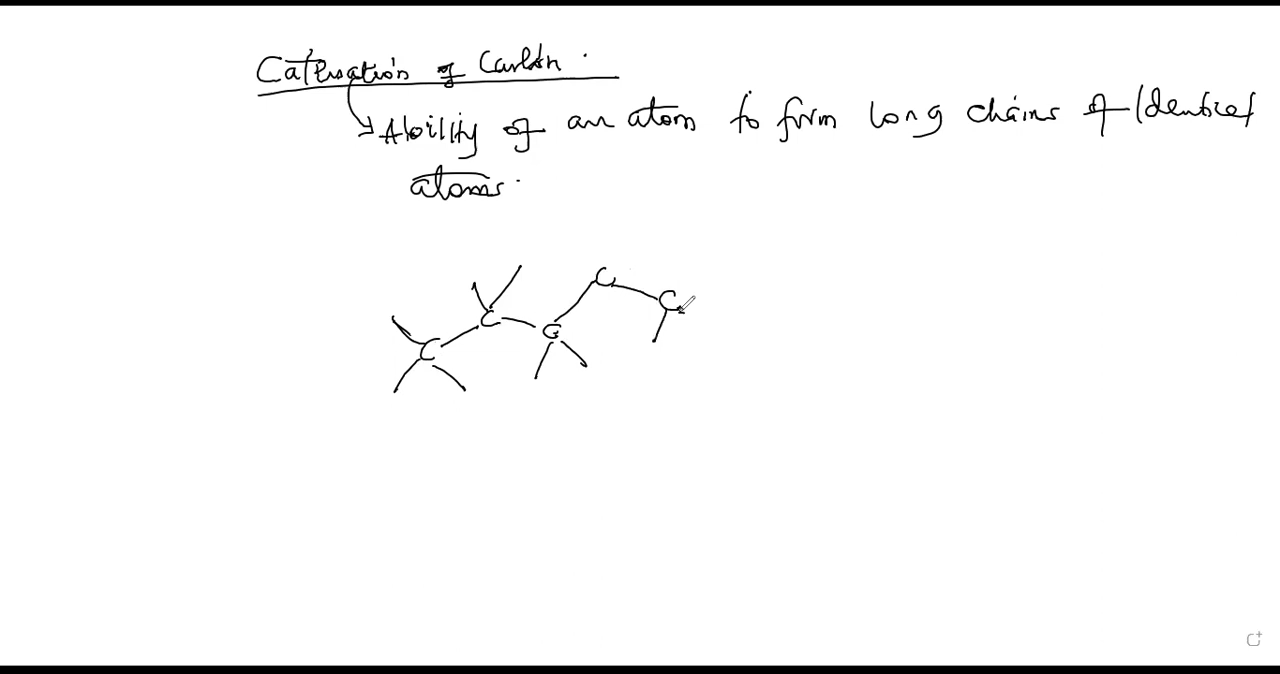 Catenation of Carbon.
Ability of an atom to form long chains of Identical
atoms.
C C C C C